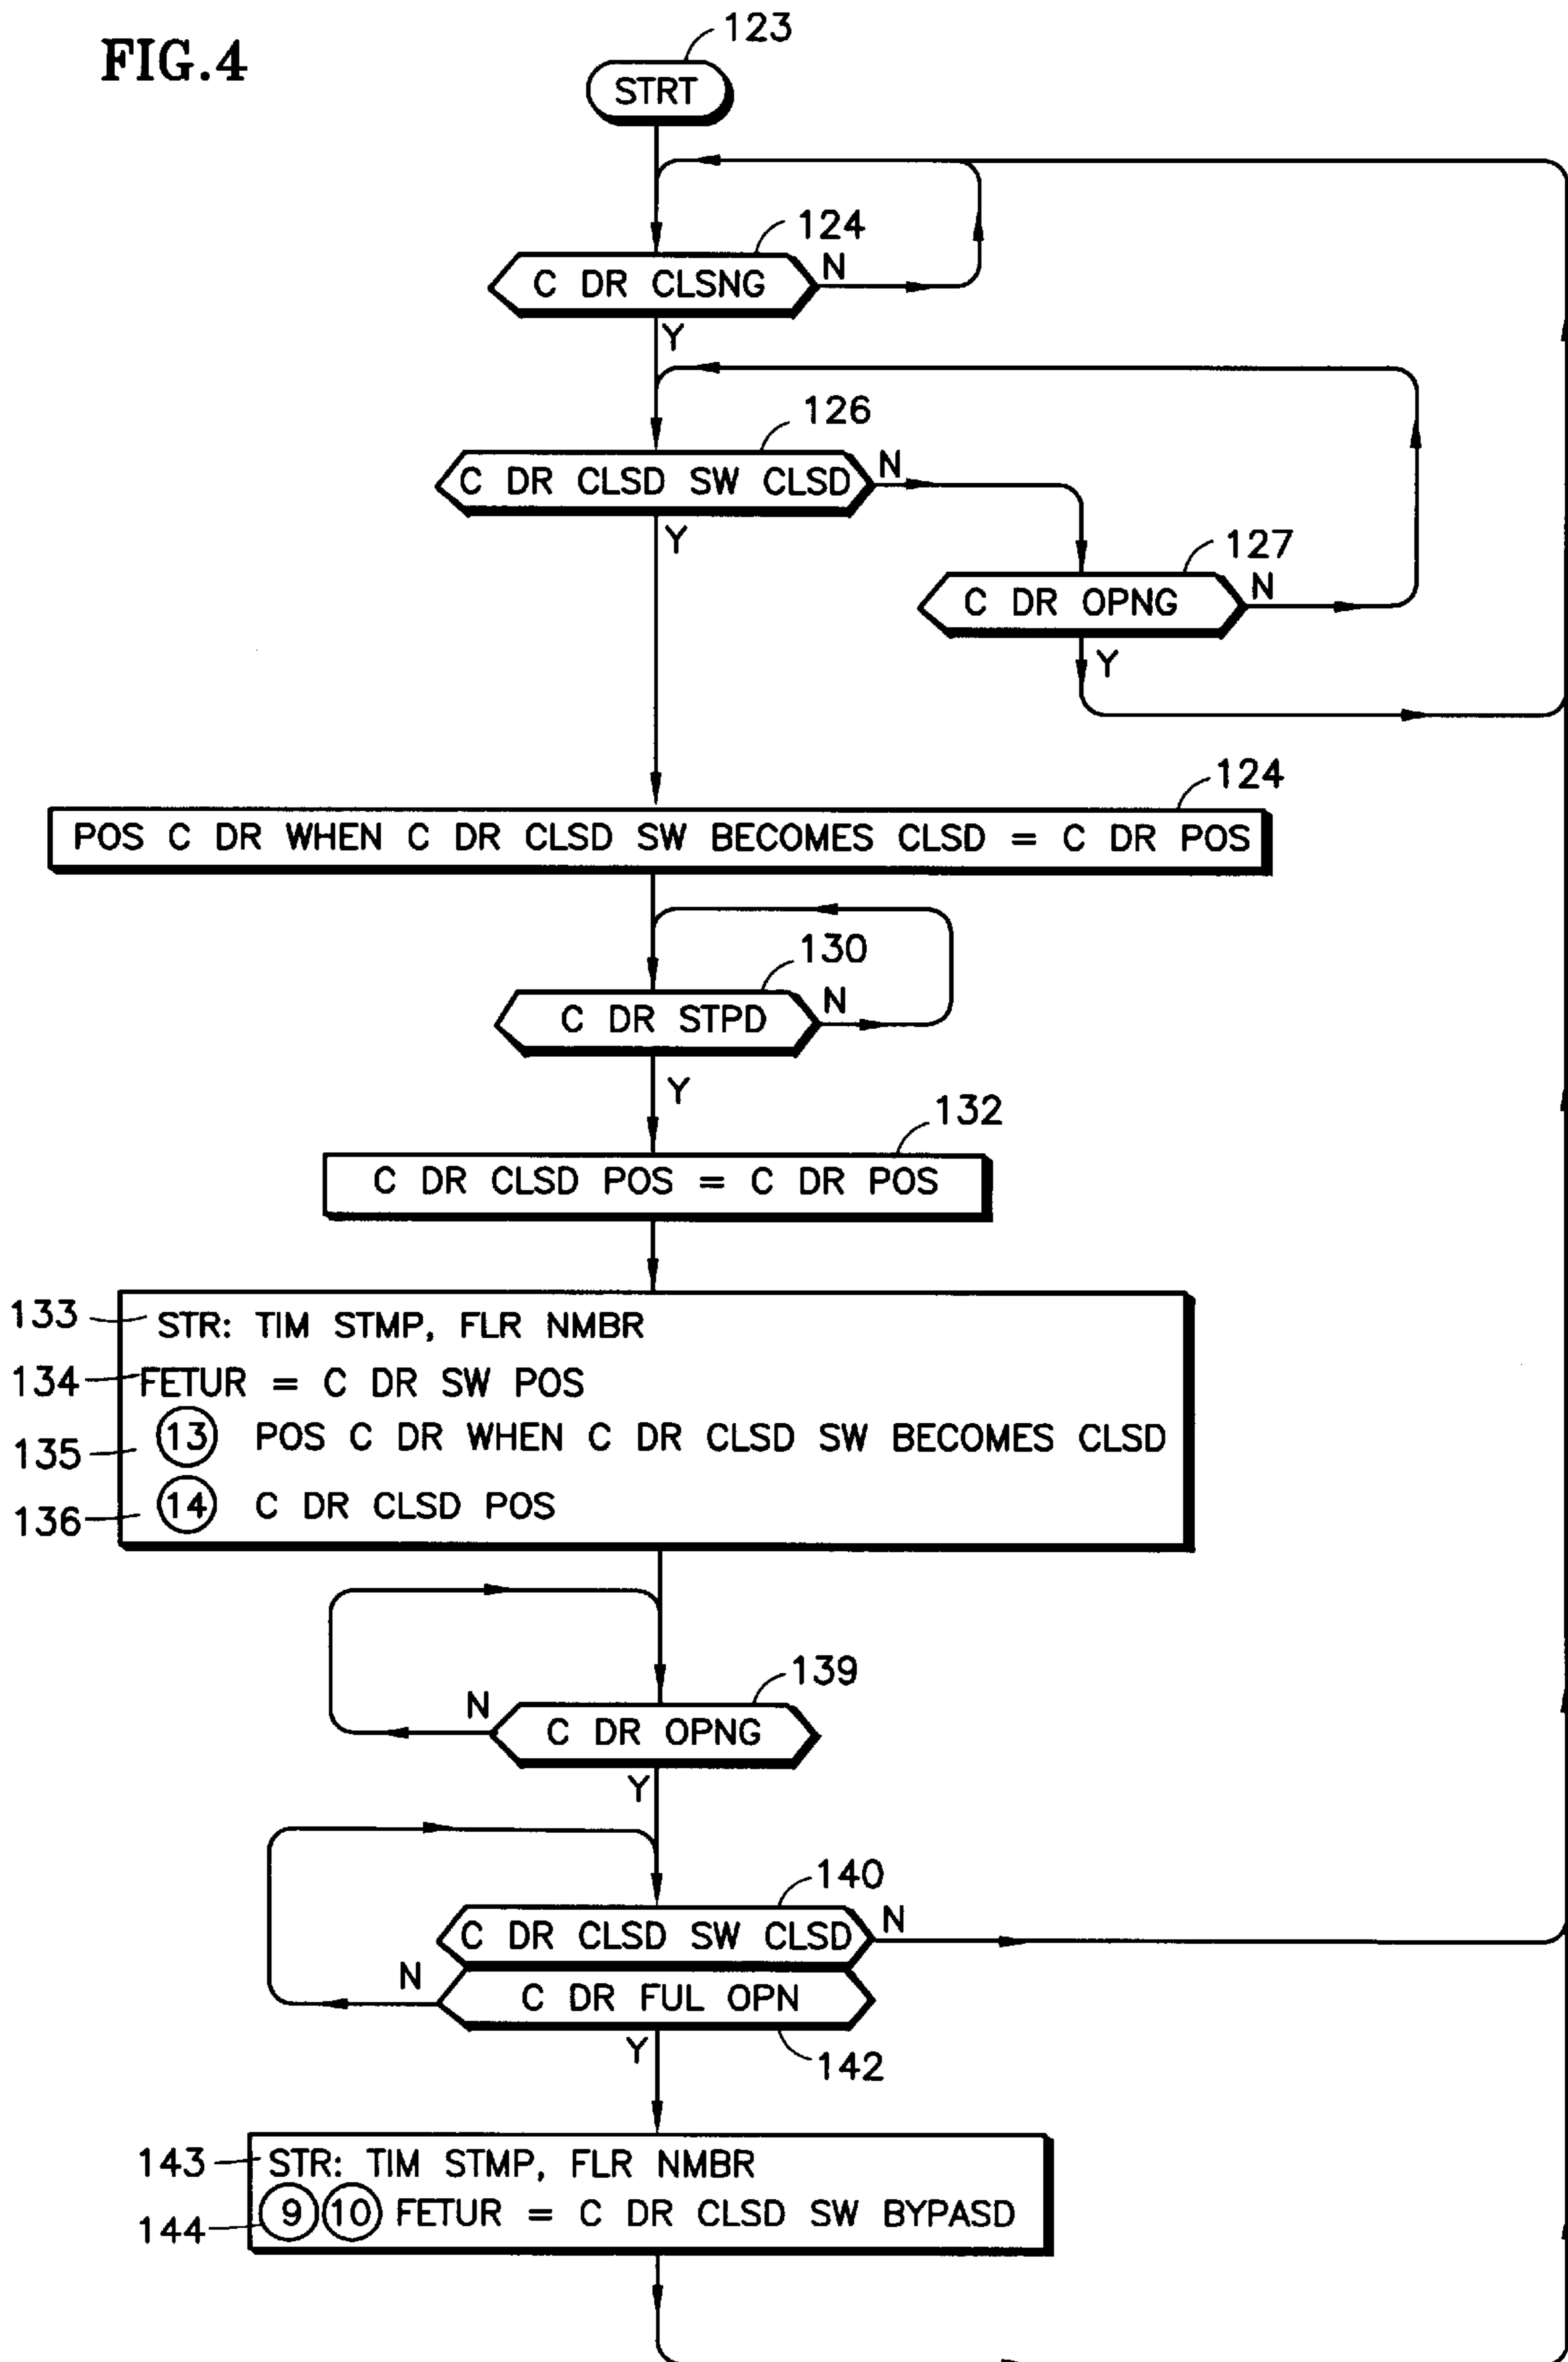 FIG.4
123
STRT
124
C DR CLSNG
N
Y
126
C DR CLSD SW CLSD
N
Y
127
C DR OPNG
N
Y
124
POS C DR WHEN C DR CLSD SW BECOMES CLSD = C DR POS
130
C DR STPD
N
Y
132
C DR CLSD POS = C DR POS
133
STR: TIM STMP, FLR NMBR
134
FETUR = C DR SW POS
135
13 POS C DR WHEN C DR CLSD SW BECOMES CLSD
136
14 C DR CLSD POS
139
N
C DR OPNG
Y
140
C DR CLSD SW CLSD
N
N
C DR FUL OPN
Y
142
143
STR: TIM STMP, FLR NMBR
144
9 10 FETUR = C DR CLSD SW BYPASD